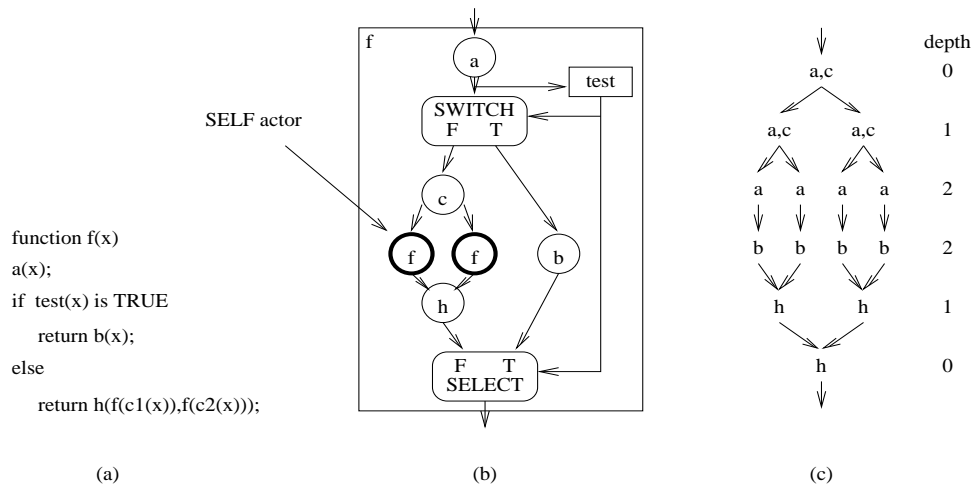 function f(x)
a(x);
if test(x) is TRUE
return b(x);
else
return h(f(c1(x)),f(c2(x)));
(a)
SELF actor
f
a
test
SWITCH
F T
c
f f b
h
F T
SELECT
(b)
depth
a,c 0
a,c a,c 1
a a a a 2
b b b b 2
h h 1
h 0
(c)